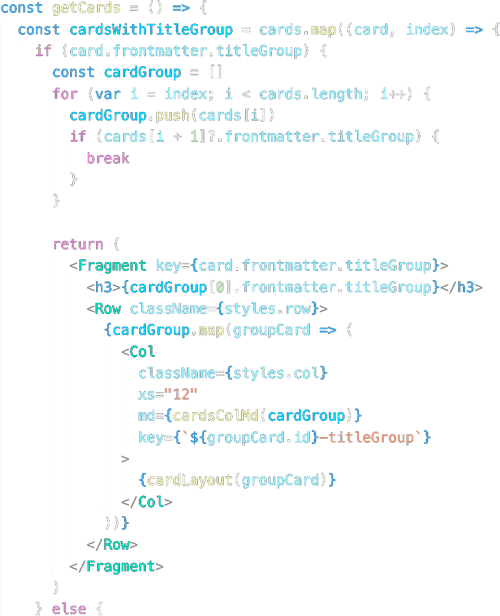 const getCards = () => {
  const cardsWithTitleGroup = cards.map((card, index) => {
    if (card.frontmatter.titleGroup) {
      const cardGroup = []
      for (var i = index; i < cards.length; i++) {
        cardGroup.push(cards[i])
        if (cards[i + 1]?.frontmatter.titleGroup) {
          break
        }
      }

      return (
        <Fragment key={card.frontmatter.titleGroup}>
          <h3>{cardGroup[0].frontmatter.titleGroup}</h3>
          <Row className={styles.row}>
            {cardGroup.map(groupCard => (
              <Col
                className={styles.col}
                xs="12"
                md={cardsColMd(cardGroup)}
                key={`${groupCard.id}-titleGroup`}
              >
                {cardLayout(groupCard)}
              </Col>
            ))}
          </Row>
        </Fragment>
      )
    } else {